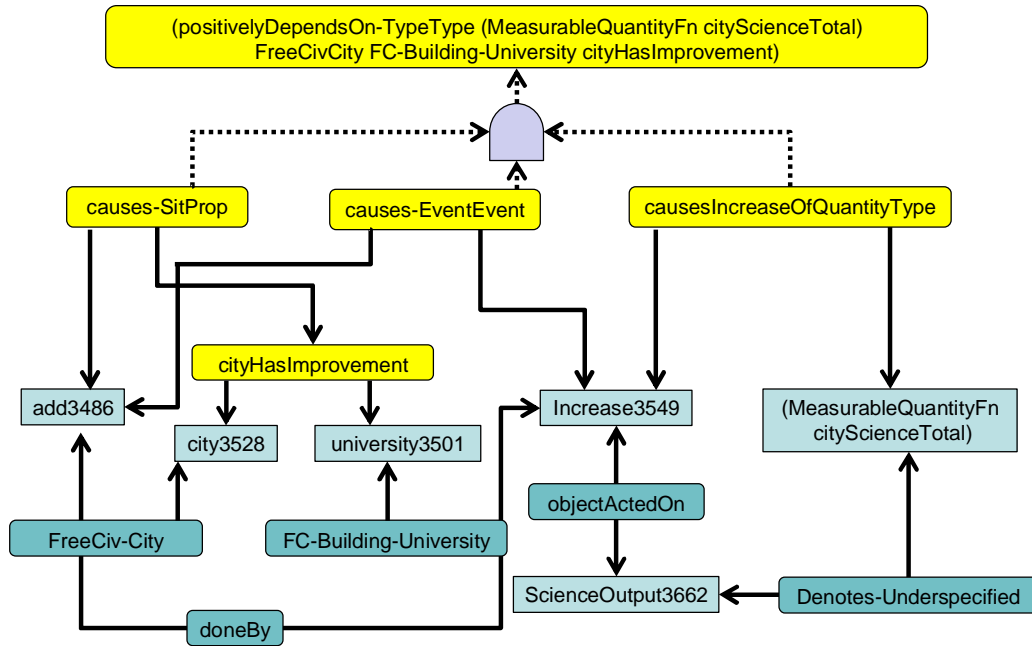 (positivelyDependsOn-TypeType (MeasurableQuantityFn cityScienceTotal)
FreeCivCity FC-Building-University cityHasImprovement)
causes-SitProp
causes-EventEvent
causesIncreaseOfQuantityType
cityHasImprovement
add3486
Increase3549
(MeasurableQuantityFn
cityScienceTotal)
city3528
university3501
objectActedOn
FreeCiv-City
FC-Building-University
ScienceOutput3662
Denotes-Underspecified
doneBy